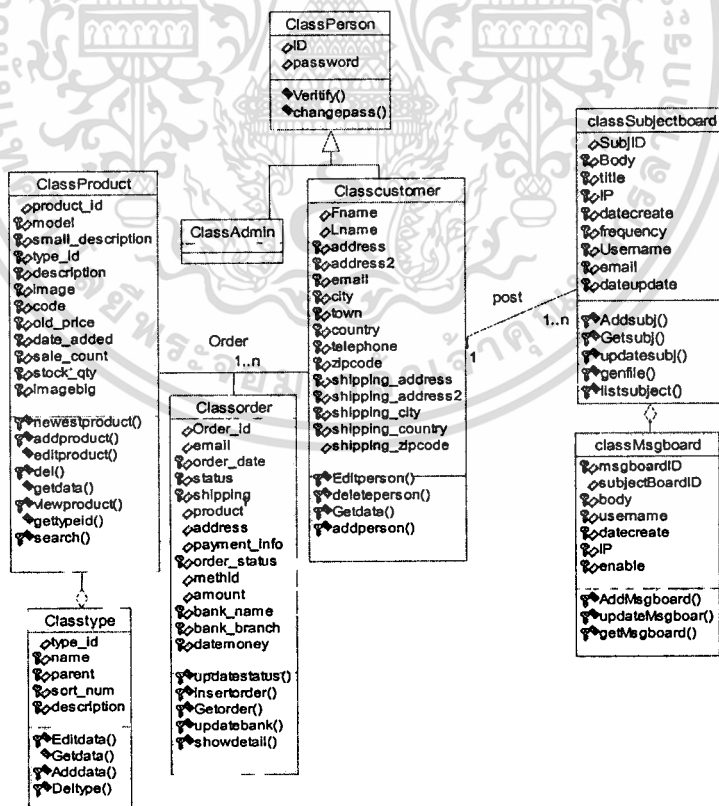 ClassPerson
ID
password
Veritify()
changepass()
ClassProduct
product_id
model
small_description
type_id
description
image
code
old_price
date_added
sale_count
stock_qty
imagebig
newestproduct()
addproduct()
editproduct()
del()
getdata()
viewproduct()
gettypeid()
search()
ClassAdmin
Classcustomer
Fname
Lname
address
address2
email
city
town
country
telephone
zipcode
shipping_address
shipping_address2
shipping_city
shipping_country
shipping_zipcode
Editperson()
deleteperson()
Getdata()
addperson()
post
1
1..n
classSubjectboard
SubjID
Body
title
IP
datecreate
frequency
Username
email
dateupdate
Addsubj()
Getsubj()
updatesubj()
genfile()
listsubject()
Order
1..n
Classorder
Order_id
email
order_date
status
shipping
product
address
payment_info
order_status
methid
amount
bank_name
bank_branch
datemoney
updatestatus()
Insertorder()
Getorder()
updatebank()
showdetail()
classMsgboard
msgboardID
subjectBoardID
body
username
datecreate
IP
enable
AddMsgboard()
updateMsgboar()
getMsgboard()
Classtype
type_id
name
parent
sort_num
description
Editdata()
Getdata()
Adddata()
Deltype()